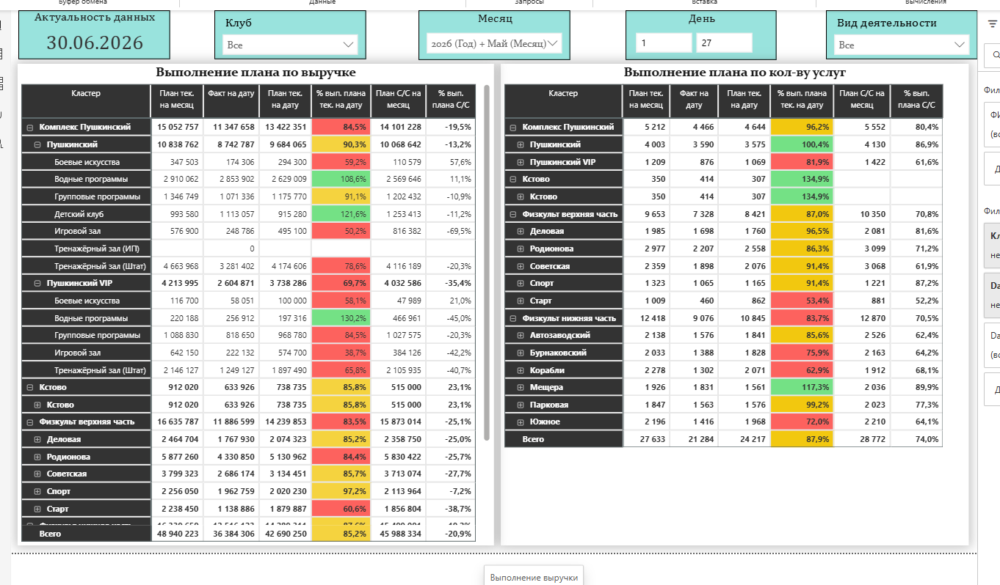 Буфер обмена Данные Запросы Вставка Вычисления
Актуальность данных
30.06.2026
Клуб
Все
Месяц
2026 (Год) + Май (Месяц)
День
1 27
Вид деятельности
Все
Выполнение плана по выручке
Кластер План тек. на месяц Факт на дату План тек. на дату % вып. плана тек. на дату План С/С на месяц % вып. плана С/С
Комплекс Пушкинский 15 052 757 11 347 658 13 422 351 84,5% 14 101 228 -19,5%
Пушкинский 10 838 762 8 742 787 9 684 065 90,3% 10 068 642 -13,2%
Боевые искусства 347 503 174 306 294 300 59,2% 110 579 57,6%
Водные программы 2 910 062 2 853 902 2 629 009 108,6% 2 569 646 11,1%
Групповые программы 1 346 749 1 071 336 1 175 770 91,1% 1 202 432 -10,9%
Детский клуб 993 580 1 113 057 915 280 121,6% 1 253 413 -11,2%
Игровой зал 576 900 248 786 495 100 50,2% 816 382 -69,5%
Тренажёрный зал (ИП) 0
Тренажёрный зал (Штат) 4 663 968 3 281 402 4 174 606 78,6% 4 116 189 -20,3%
Пушкинский VIP 4 213 995 2 604 871 3 738 286 69,7% 4 032 586 -35,4%
Боевые искусства 116 700 58 051 100 000 58,1% 47 989 21,0%
Водные программы 220 188 256 912 197 316 130,2% 466 961 -45,0%
Групповые программы 1 088 830 818 650 968 780 84,5% 1 027 575 -20,3%
Игровой зал 642 150 222 132 574 700 38,7% 384 126 -42,2%
Тренажёрный зал (Штат) 2 146 127 1 249 127 1 897 490 65,8% 2 105 935 -40,7%
Кстово 912 020 633 926 738 735 85,8% 515 000 23,1%
Кстово 912 020 633 926 738 735 85,8% 515 000 23,1%
Физкульт верхняя часть 16 635 787 11 886 599 14 239 853 83,5% 15 873 014 -25,1%
Деловая 2 464 704 1 767 930 2 074 323 85,2% 2 358 750 -25,0%
Родионова 5 877 260 4 330 850 5 130 962 84,4% 5 830 422 -25,7%
Советская 3 799 323 2 686 174 3 134 451 85,7% 3 713 074 -27,7%
Спорт 2 256 050 1 962 759 2 020 230 97,2% 2 113 964 -7,2%
Старт 2 238 450 1 138 886 1 879 887 60,6% 1 856 804 -38,7%
Всего 48 940 223 36 384 306 42 690 250 85,2% 45 988 334 -20,9%
Выполнение плана по кол-ву услуг
Кластер План тек. на месяц Факт на дату План тек. на дату % вып. плана тек. на дату План С/С на месяц % вып. плана С/С
Комплекс Пушкинский 5 212 4 466 4 644 96,2% 5 552 80,4%
Пушкинский 4 003 3 590 3 575 100,4% 4 130 86,9%
Пушкинский VIP 1 209 876 1 069 81,9% 1 422 61,6%
Кстово 350 414 307 134,9%
Кстово 350 414 307 134,9%
Физкульт верхняя часть 9 653 7 328 8 421 87,0% 10 350 70,8%
Деловая 1 985 1 698 1 760 96,5% 2 081 81,6%
Родионова 2 977 2 207 2 558 86,3% 3 099 71,2%
Советская 2 359 1 898 2 076 91,4% 3 068 61,9%
Спорт 1 323 1 065 1 165 91,4% 1 221 87,2%
Старт 1 009 460 862 53,4% 881 52,2%
Физкульт нижняя часть 12 418 9 076 10 845 83,7% 12 870 70,5%
Автозаводский 2 138 1 576 1 841 85,6% 2 526 62,4%
Бурнаковский 2 033 1 388 1 828 75,9% 2 163 64,2%
Корабли 2 278 1 302 2 071 62,9% 1 912 68,1%
Мещера 1 926 1 831 1 561 117,3% 2 036 89,9%
Парковая 1 847 1 563 1 576 99,2% 2 023 77,3%
Южное 2 196 1 416 1 968 72,0% 2 210 64,1%
Всего 27 633 21 284 24 217 87,9% 28 772 74,0%
Выполнение выручки